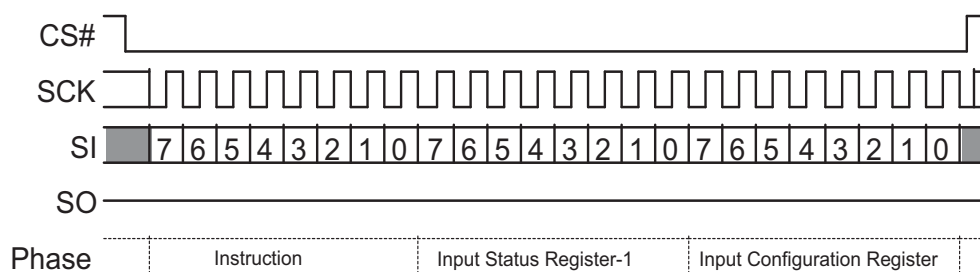 CS#
SCK
SI 7 6 5 4 3 2 1 0 7 6 5 4 3 2 1 0 7 6 5 4 3 2 1 0
SO
Phase Instruction Input Status Register-1 Input Configuration Register